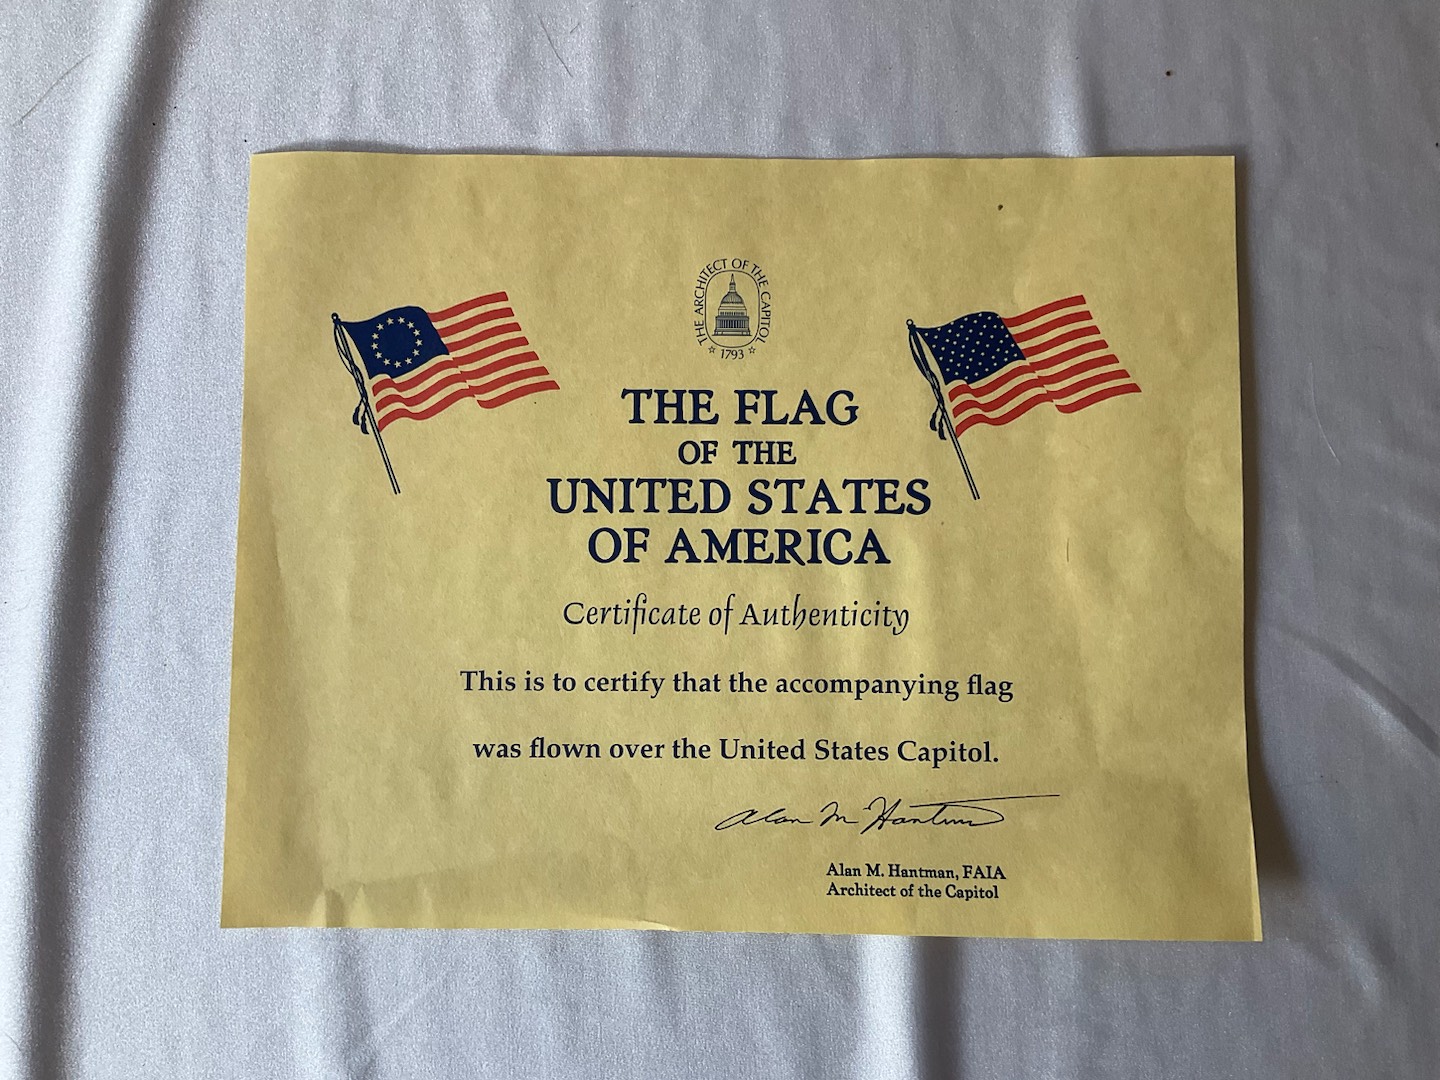 THE ARCHITECT OF THE CAPITOL
1793
THE FLAG
OF THE
UNITED STATES
OF AMERICA
Certificate of Authenticity
This is to certify that the accompanying flag
was flown over the United States Capitol.
Alan M Hantman
Alan M. Hantman, FAIA
Architect of the Capitol